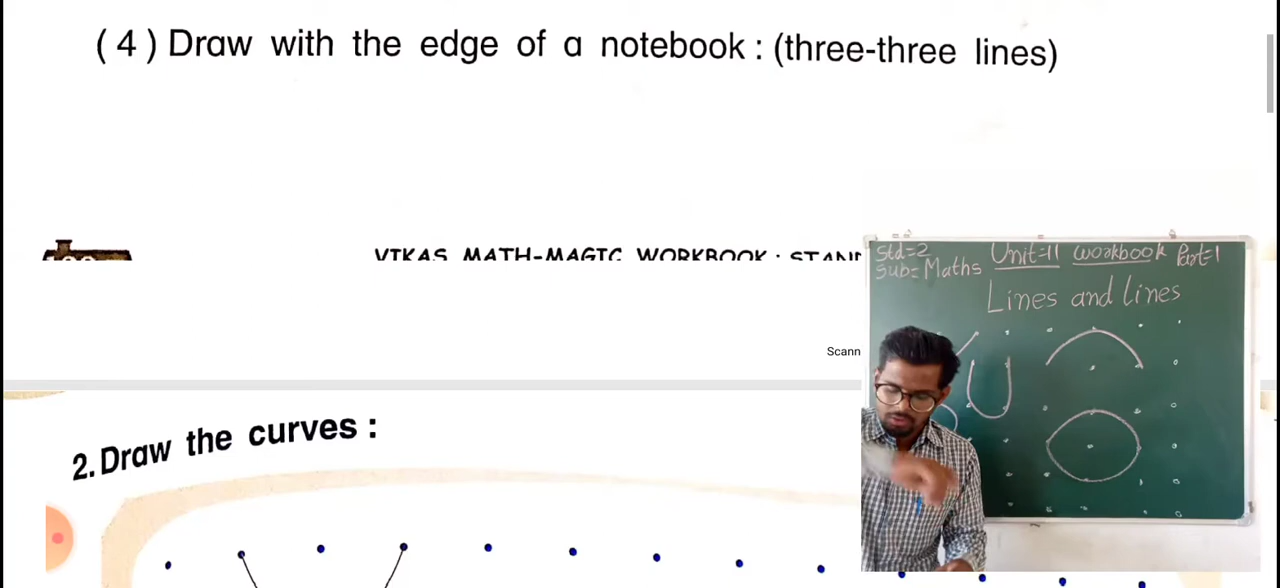 (4) Draw with the edge of a notebook : (three-three lines)
VIKAS MATH-MAGIC WORKBOOK : STAND
Scann
2. Draw the curves :
Std=2
Sub=Maths
Unit=11 workbook Part-1
Lines and lines